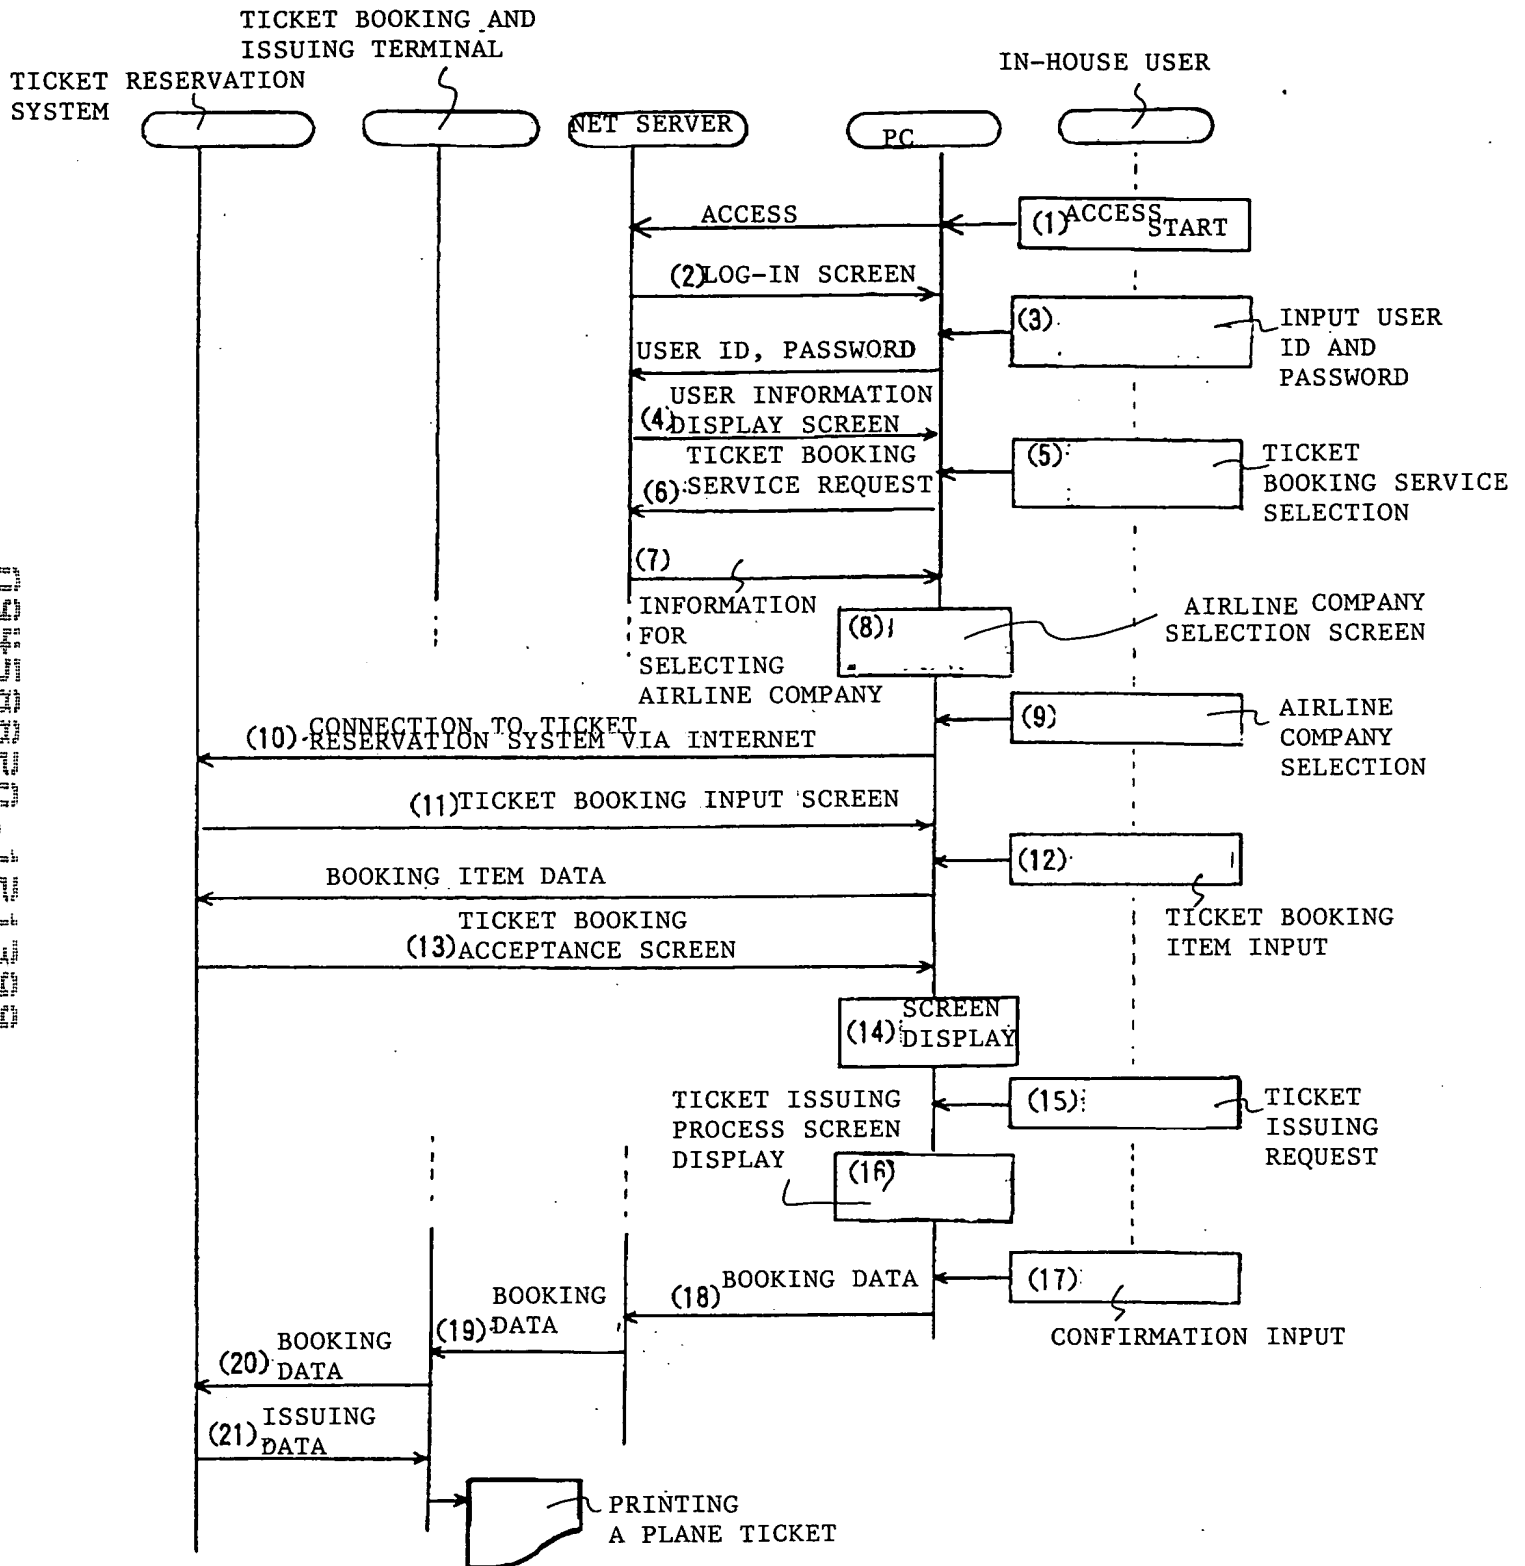 TICKET BOOKING AND
ISSUING TERMINAL
TICKET RESERVATION
SYSTEM
IN-HOUSE USER
NET SERVER
PC
ACCESS
(1) ACCESS
START
(2) LOG-IN SCREEN
(3)
INPUT USER
ID AND
PASSWORD
USER ID, PASSWORD
USER INFORMATION
(4) DISPLAY SCREEN
(5)
TICKET
BOOKING SERVICE
SELECTION
TICKET BOOKING
(6) SERVICE REQUEST
(7)
INFORMATION
FOR
SELECTING
AIRLINE COMPANY
(8)
AIRLINE COMPANY
SELECTION SCREEN
(9)
AIRLINE
COMPANY
SELECTION
CONNECTION TO TICKET
(10) RESERVATION SYSTEM VIA INTERNET
(11) TICKET BOOKING INPUT SCREEN
(12)
TICKET BOOKING
ITEM INPUT
BOOKING ITEM DATA
TICKET BOOKING
(13) ACCEPTANCE SCREEN
SCREEN
(14) DISPLAY
(15)
TICKET
ISSUING
REQUEST
TICKET ISSUING
PROCESS SCREEN
DISPLAY
(16)
(17)
CONFIRMATION INPUT
(18) BOOKING DATA
BOOKING
(19) DATA
BOOKING
(20) DATA
ISSUING
(21) DATA
PRINTING
A PLANE TICKET